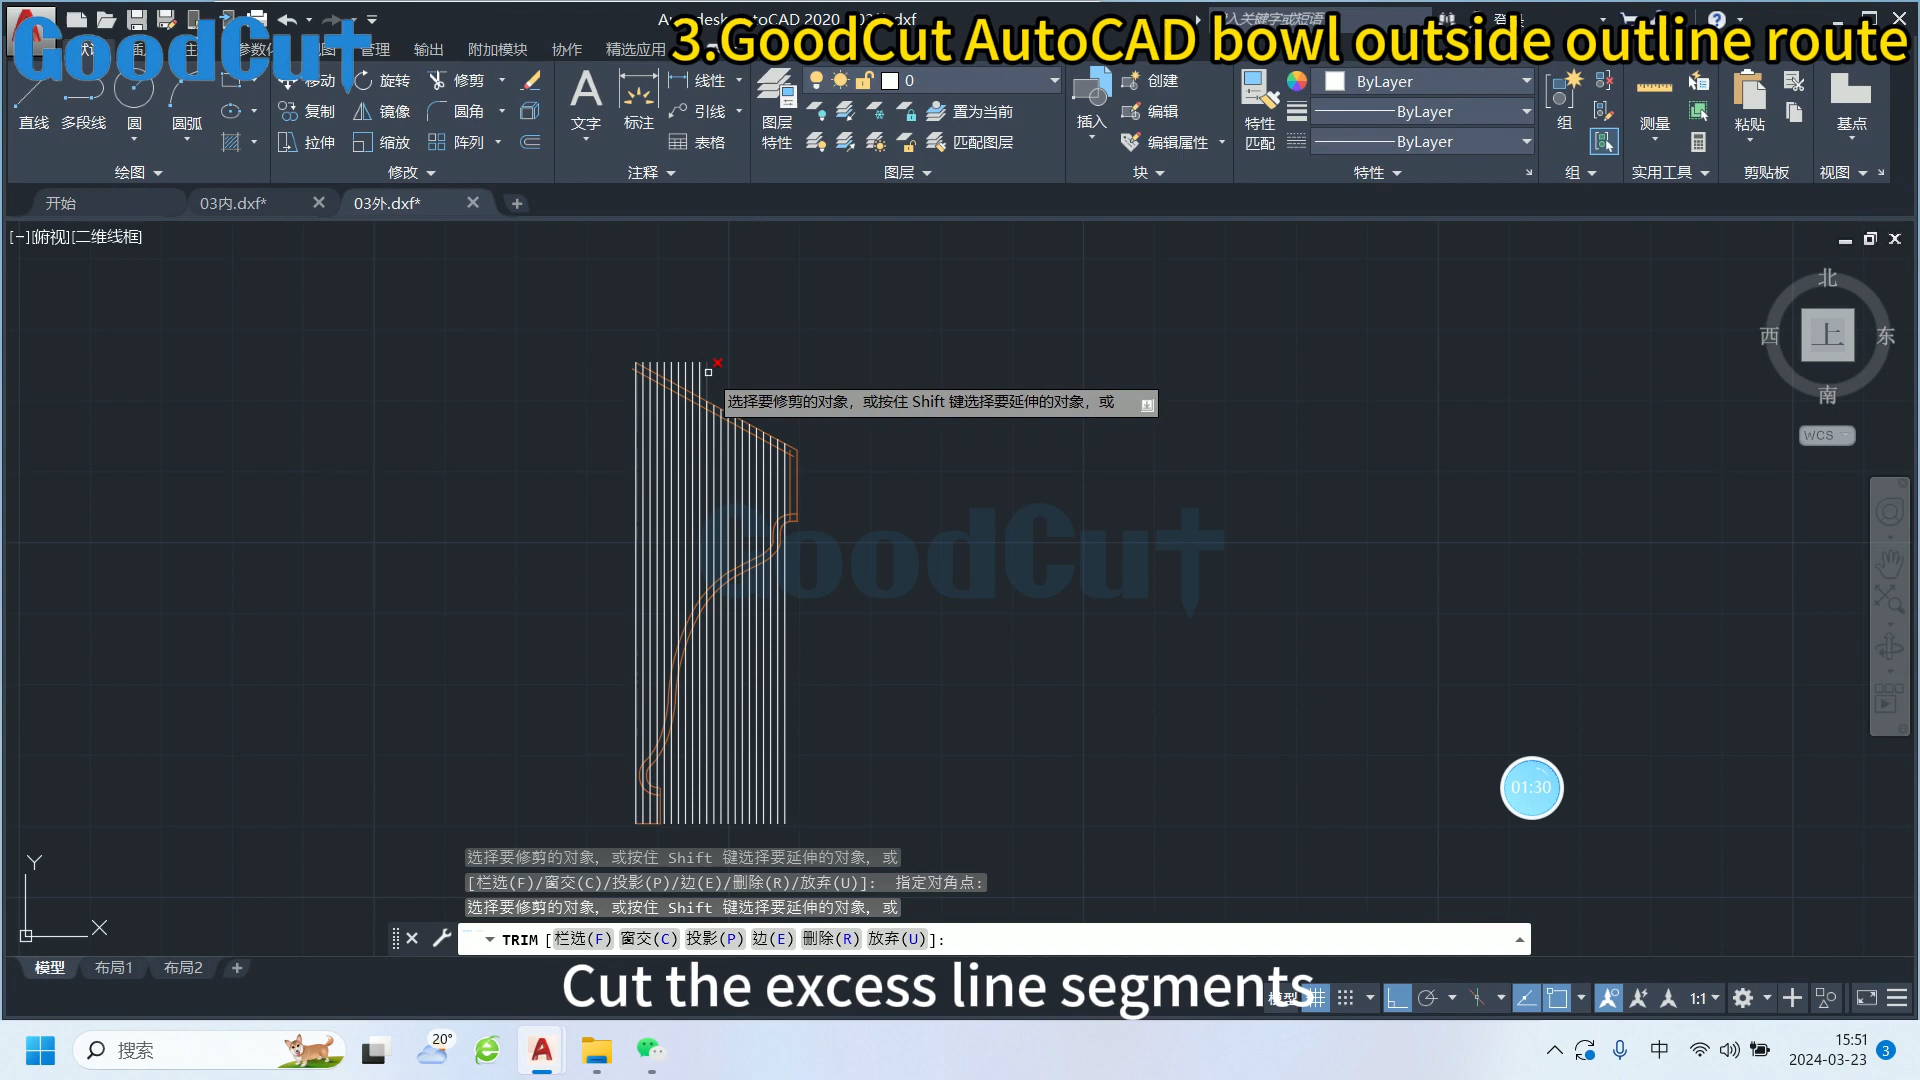 Autodesk AutoCAD 2020
GoodCut
3.GoodCut AutoCAD bowl outside outline route
管理 输出 附加模块 协作 精选应用
移动 旋转 修剪 线性 0 创建 ByLayer
直线 多段线 圆 圆弧 复制 镜像 圆角 文字 标注 引线 图层特性 置为当前 插入 编辑 特性匹配 ByLayer 组 测量 粘贴 基点
拉伸 缩放 阵列 表格 匹配图层 编辑属性 ByLayer
绘图 修改 注释 图层 块 特性 组 实用工具 剪贴板 视图
开始 03内.dxf* 03外.dxf*
[−][俯视][二维线框]
北
西 上 东
南
WCS
选择要修剪的对象，或按住 Shift 键选择要延伸的对象，或
GoodCut
01:30
Y
X
选择要修剪的对象，或按住 Shift 键选择要延伸的对象，或
[栏选(F)/窗交(C)/投影(P)/边(E)/删除(R)/放弃(U)]: 指定对角点:
选择要修剪的对象，或按住 Shift 键选择要延伸的对象，或
TRIM [栏选(F) 窗交(C) 投影(P) 边(E) 删除(R) 放弃(U)]:
模型 布局1 布局2
Cut the excess line segments
模型 1:1
搜索 20° 中 15:51
2024-03-23 3